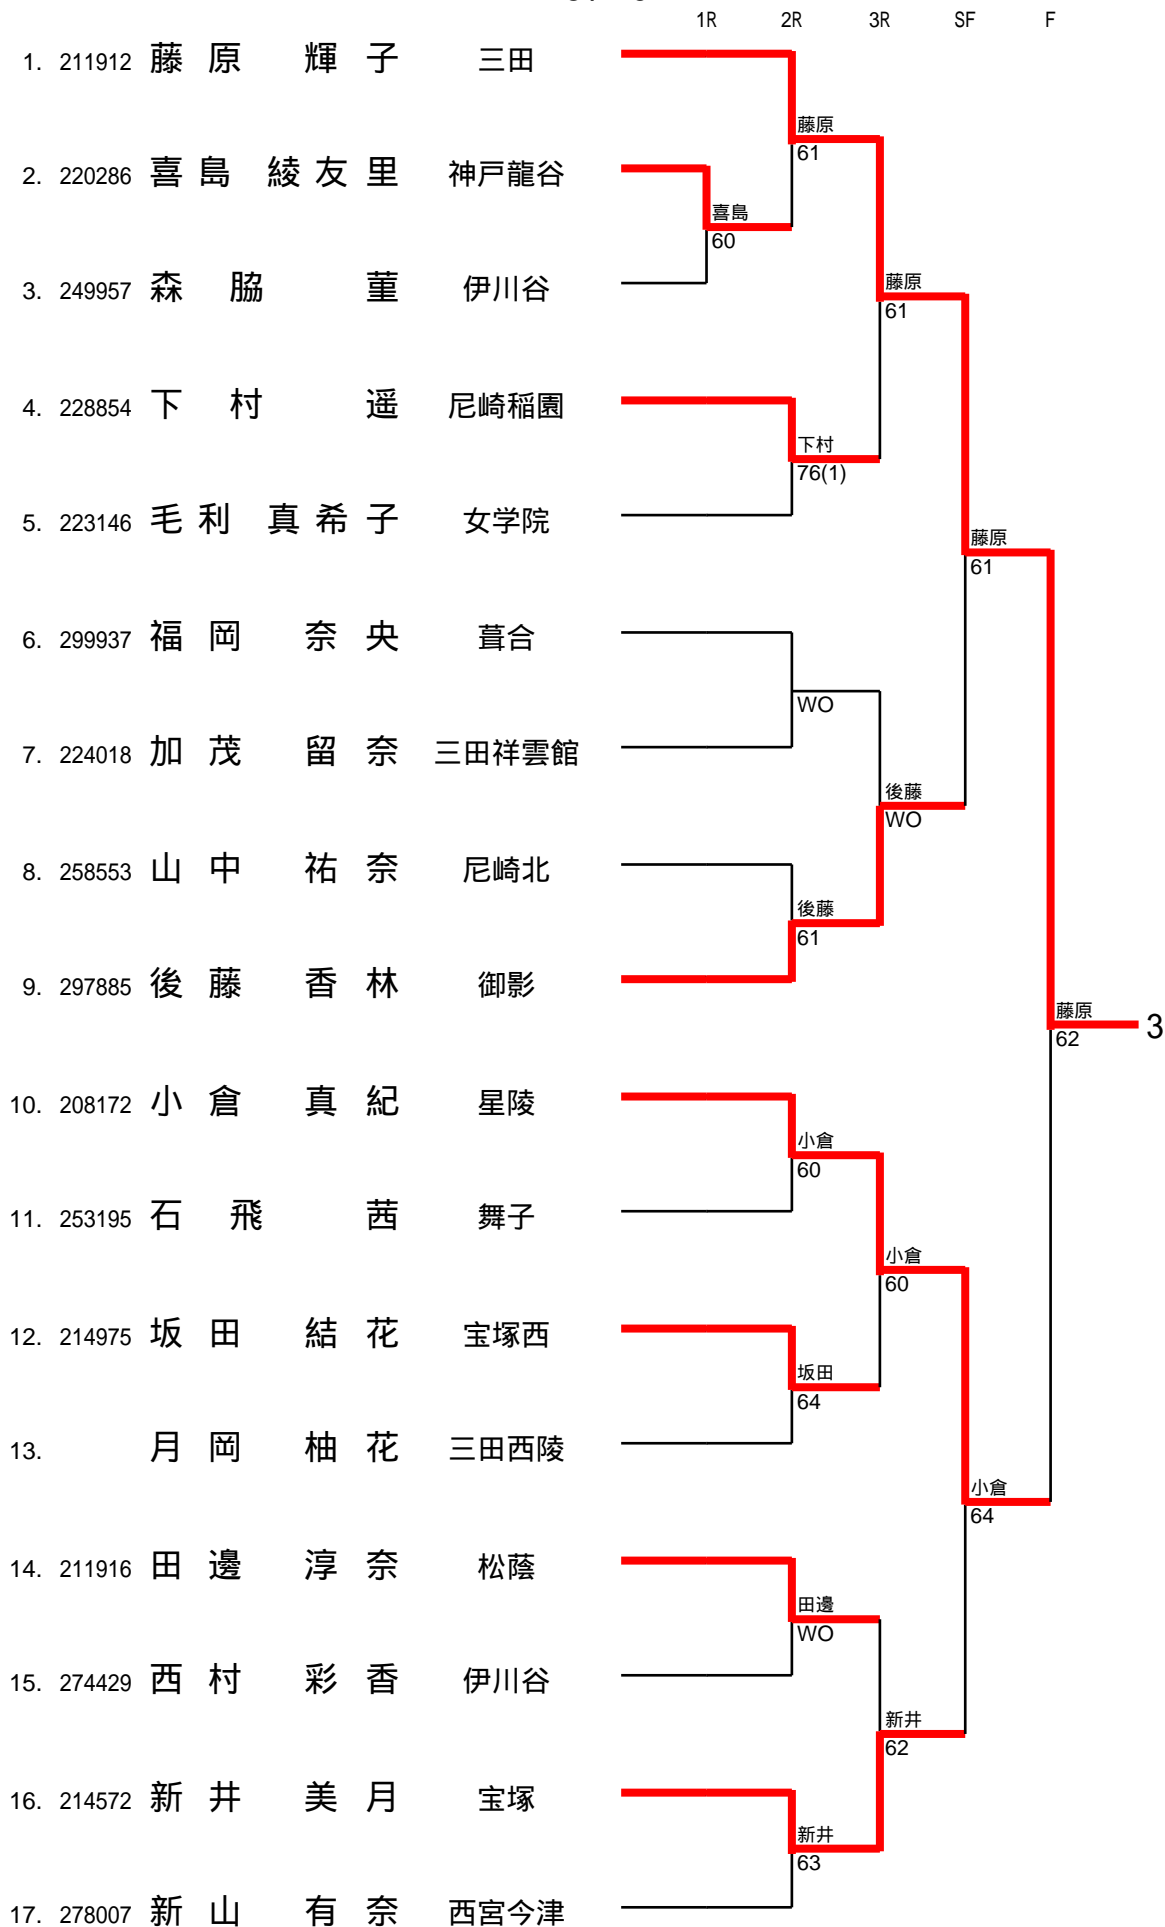 1R 2R 3R SF F
1. 211912 藤原 輝子 三田
藤原
61
2. 220286 喜島 綾友里 神戸龍谷
喜島
60
3. 249957 森脇 菫 伊川谷
藤原
61
4. 228854 下村 遥 尼崎稲園
下村
76(1)
5. 223146 毛利 真希子 女学院
藤原
61
6. 299937 福岡 奈央 葺合
WO
7. 224018 加茂 留奈 三田祥雲館
後藤
WO
8. 258553 山中 祐奈 尼崎北
後藤
61
9. 297885 後藤 香林 御影
藤原
62
3
10. 208172 小倉 真紀 星陵
小倉
60
11. 253195 石飛 茜 舞子
小倉
60
12. 214975 坂田 結花 宝塚西
坂田
64
13. 月岡 柚花 三田西陵
小倉
64
14. 211916 田邊 淳奈 松蔭
田邊
WO
15. 274429 西村 彩香 伊川谷
新井
62
16. 214572 新井 美月 宝塚
新井
63
17. 278007 新山 有奈 西宮今津